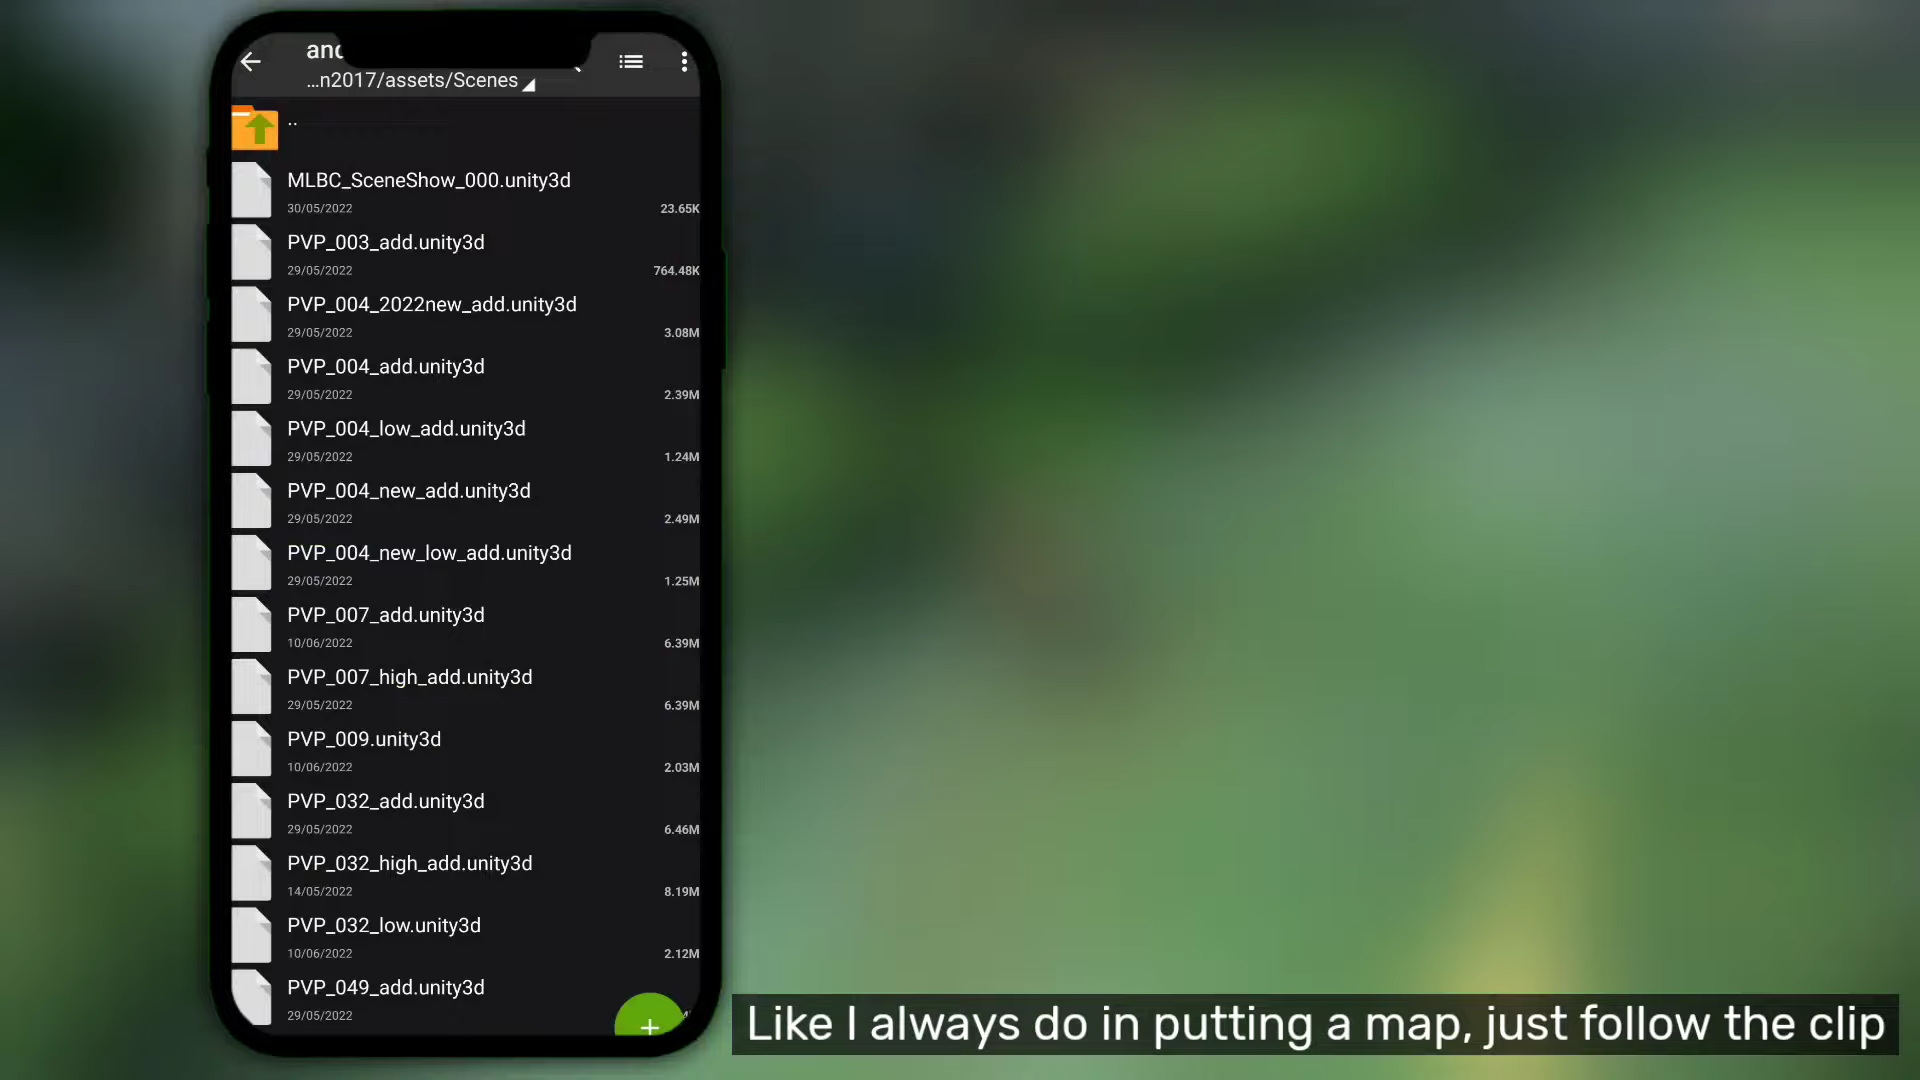 and
...n2017/assets/Scenes
..
MLBC_SceneShow_000.unity3d
30/05/2022 23.65K
PVP_003_add.unity3d
29/05/2022 764.48K
PVP_004_2022new_add.unity3d
29/05/2022 3.08M
PVP_004_add.unity3d
29/05/2022 2.39M
PVP_004_low_add.unity3d
29/05/2022 1.24M
PVP_004_new_add.unity3d
29/05/2022 2.49M
PVP_004_new_low_add.unity3d
29/05/2022 1.25M
PVP_007_add.unity3d
10/06/2022 6.39M
PVP_007_high_add.unity3d
29/05/2022 6.39M
PVP_009.unity3d
10/06/2022 2.03M
PVP_032_add.unity3d
29/05/2022 6.46M
PVP_032_high_add.unity3d
14/05/2022 8.19M
PVP_032_low.unity3d
10/06/2022 2.12M
PVP_049_add.unity3d
29/05/2022
Like I always do in putting a map, just follow the clip